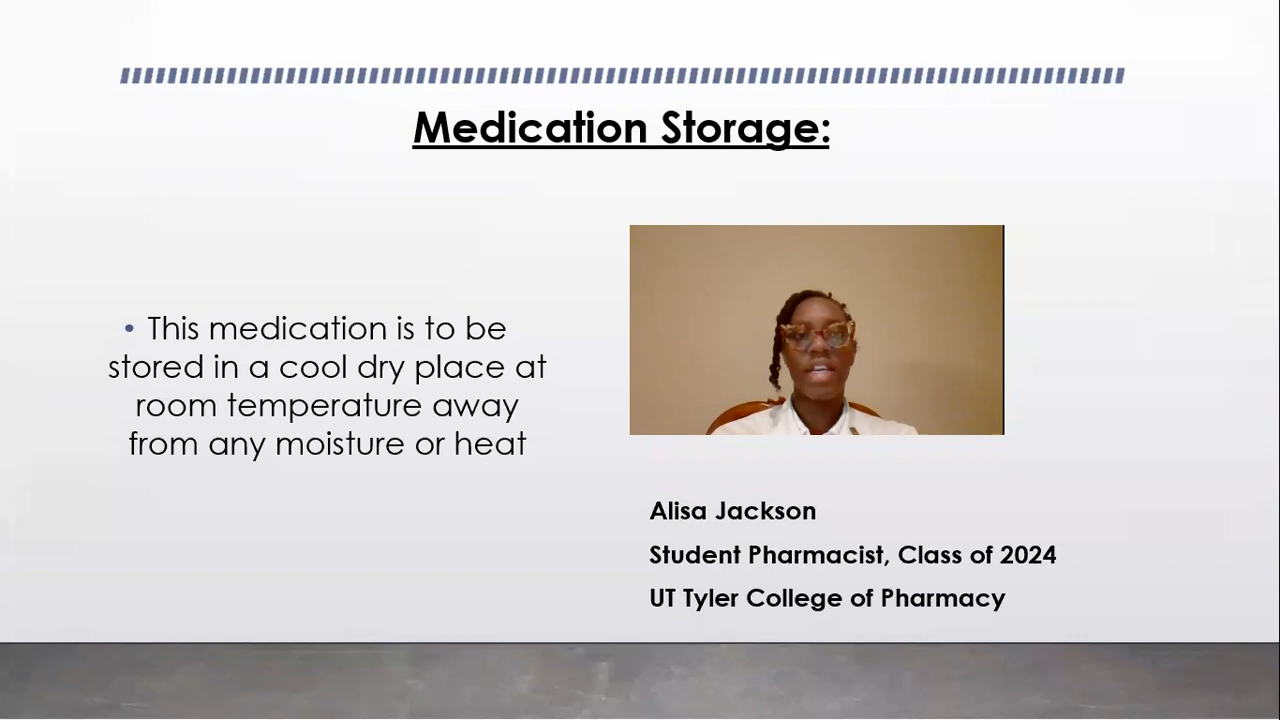 Medication Storage:
• This medication is to be
stored in a cool dry place at
room temperature away
from any moisture or heat
Alisa Jackson
Student Pharmacist, Class of 2024
UT Tyler College of Pharmacy